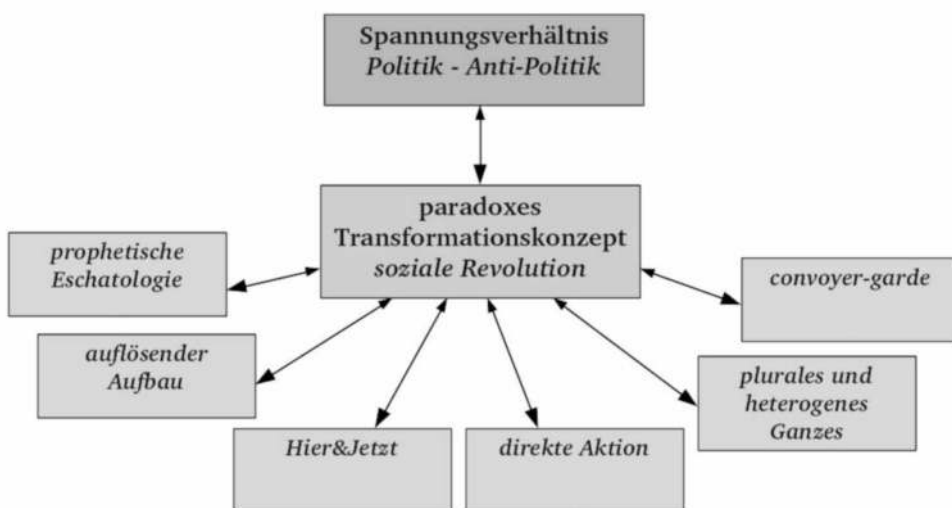 Spannungsverhältnis
Politik - Anti-Politik
paradoxes
Transformationskonzept
soziale Revolution
prophetische
Eschatologie
auflösender
Aufbau
Hier&Jetzt
direkte Aktion
plurales und
heterogenes
Ganzes
convoyer-garde